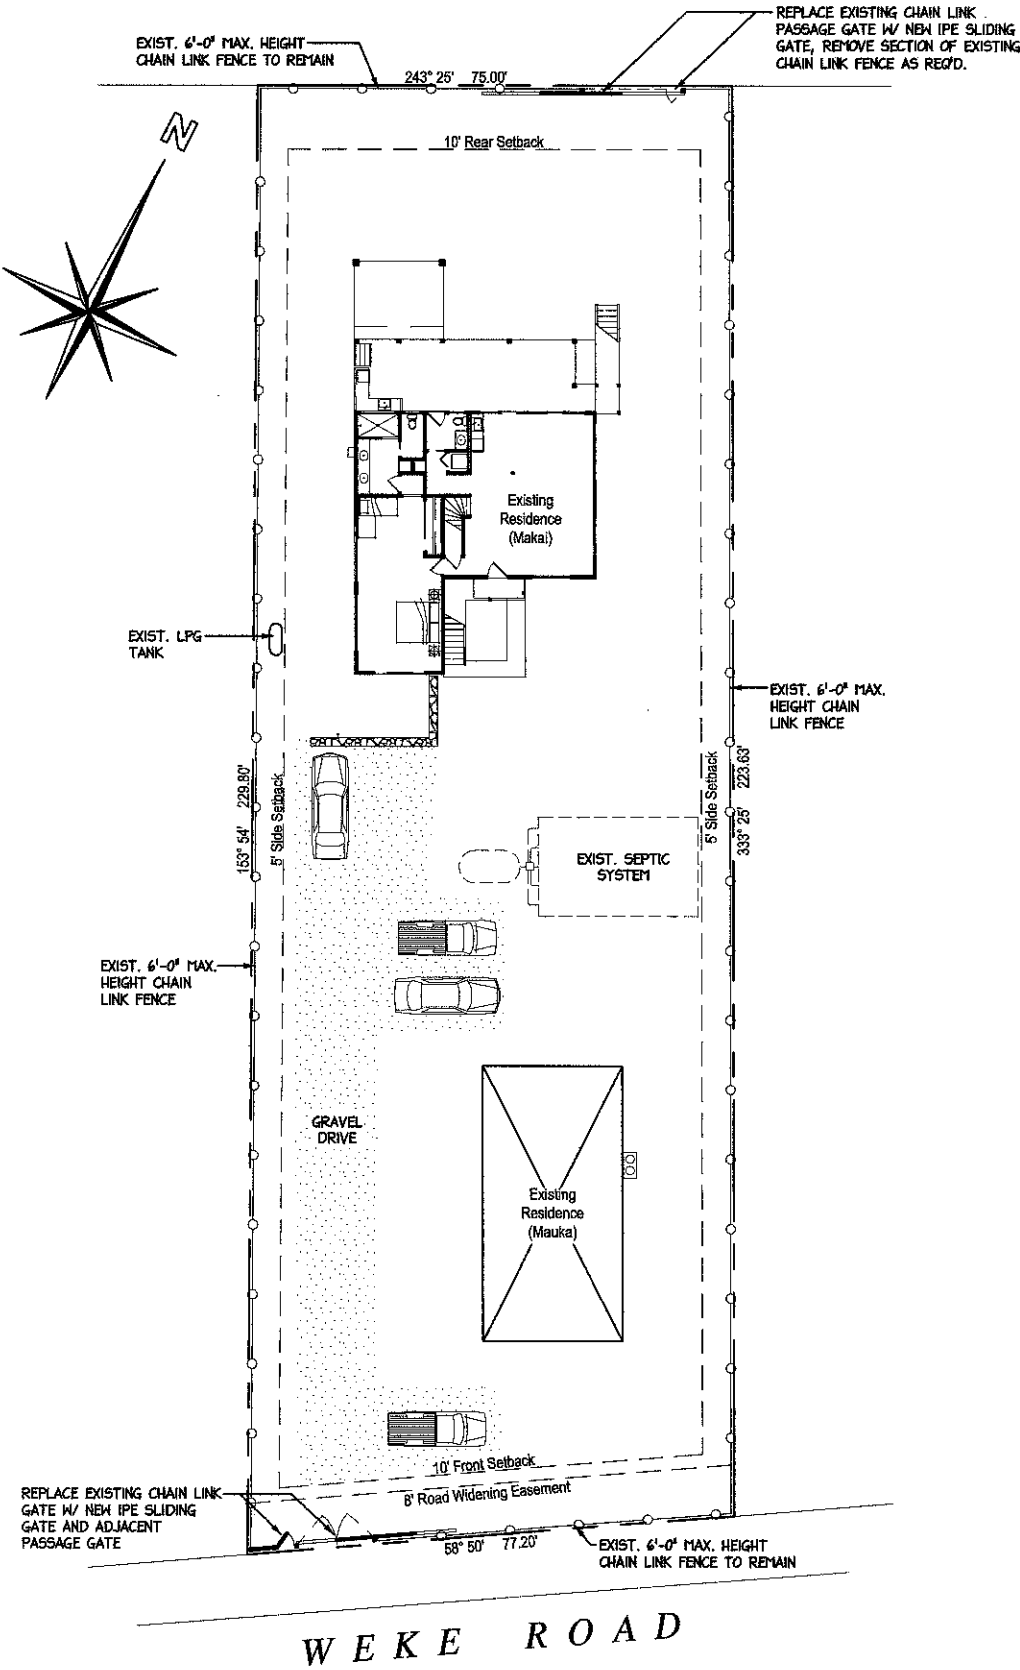 REPLACE EXISTING CHAIN LINK
PASSAGE GATE W/ NEW IPE SLIDING
GATE, REMOVE SECTION OF EXISTING
CHAIN LINK FENCE AS REQ'D.
EXIST. 6'-0" MAX. HEIGHT
CHAIN LINK FENCE TO REMAIN
243° 25' 75.00'
N
10' Rear Setback
Existing
Residence
(Makai)
EXIST. LPG
TANK
EXIST. 6'-0" MAX.
HEIGHT CHAIN
LINK FENCE
153° 54' 229.80'
5' Side Setback
5' Side Setback
333° 25' 223.63'
EXIST. SEPTIC
SYSTEM
EXIST. 6'-0" MAX.
HEIGHT CHAIN
LINK FENCE
GRAVEL
DRIVE
Existing
Residence
(Mauka)
10' Front Setback
8' Road Widening Easement
REPLACE EXISTING CHAIN LINK
GATE W/ NEW IPE SLIDING
GATE AND ADJACENT
PASSAGE GATE
58° 50' 77.20'
EXIST. 6'-0" MAX. HEIGHT
CHAIN LINK FENCE TO REMAIN
WEKE ROAD